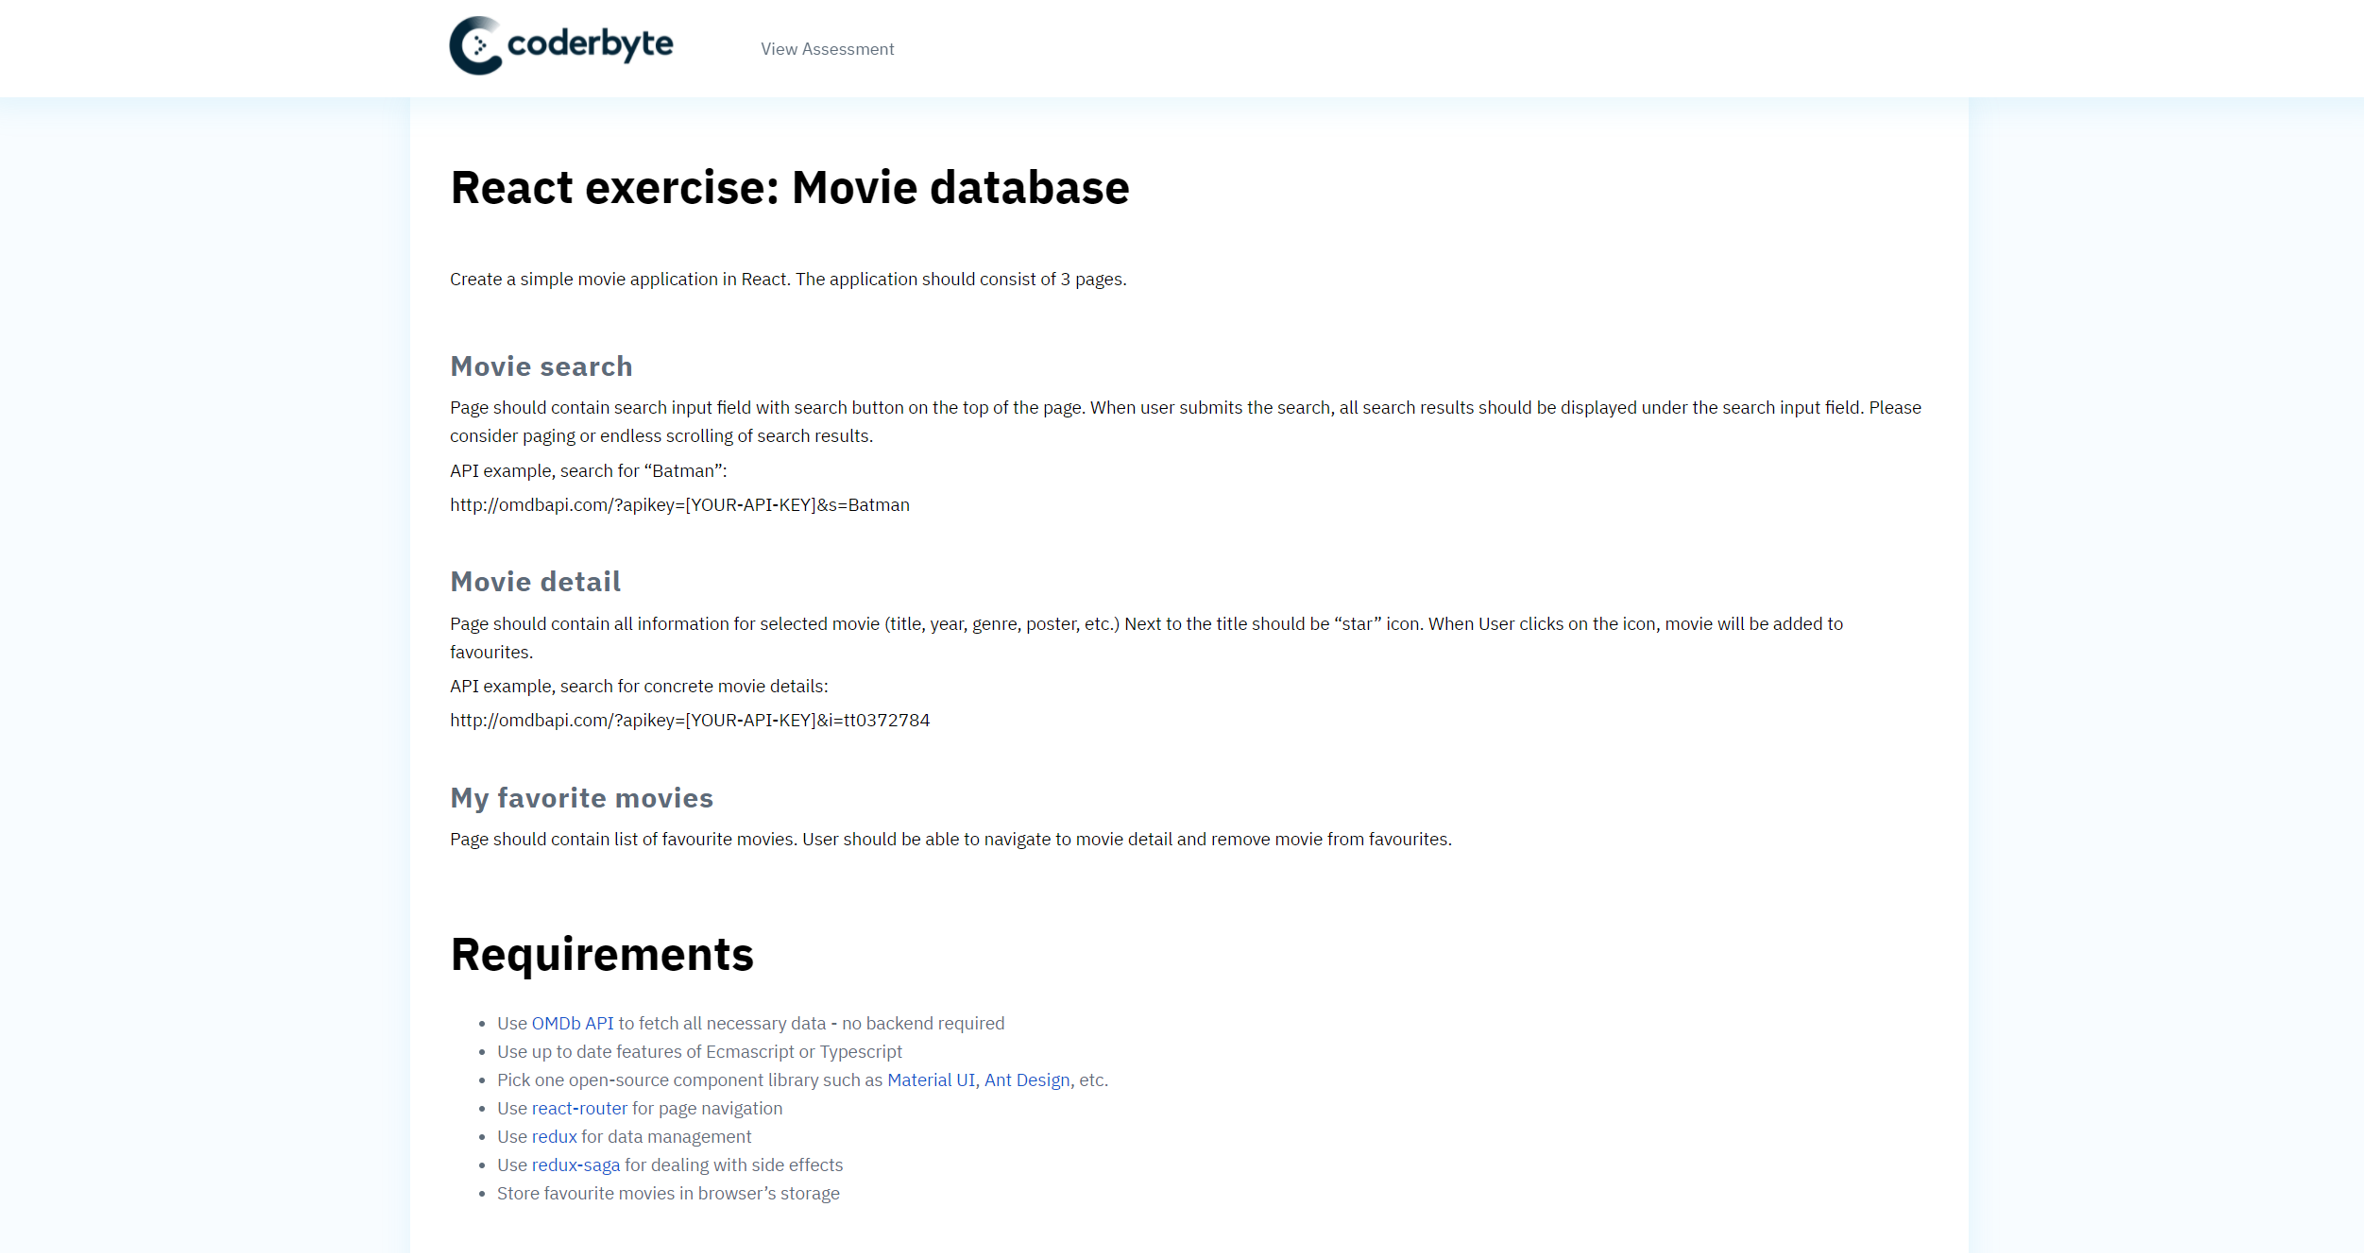 coderbyte
View Assessment
React exercise: Movie database
Create a simple movie application in React. The application should consist of 3 pages.
Movie search
Page should contain search input field with search button on the top of the page. When user submits the search, all search results should be displayed under the search input field. Please
consider paging or endless scrolling of search results.
API example, search for “Batman”:
http://omdbapi.com/?apikey=[YOUR-API-KEY]&s=Batman
Movie detail
Page should contain all information for selected movie (title, year, genre, poster, etc.) Next to the title should be “star” icon. When User clicks on the icon, movie will be added to
favourites.
API example, search for concrete movie details:
http://omdbapi.com/?apikey=[YOUR-API-KEY]&i=tt0372784
My favorite movies
Page should contain list of favourite movies. User should be able to navigate to movie detail and remove movie from favourites.
Requirements
• Use OMDb API to fetch all necessary data - no backend required
• Use up to date features of Ecmascript or Typescript
• Pick one open-source component library such as Material UI, Ant Design, etc.
• Use react-router for page navigation
• Use redux for data management
• Use redux-saga for dealing with side effects
• Store favourite movies in browser’s storage